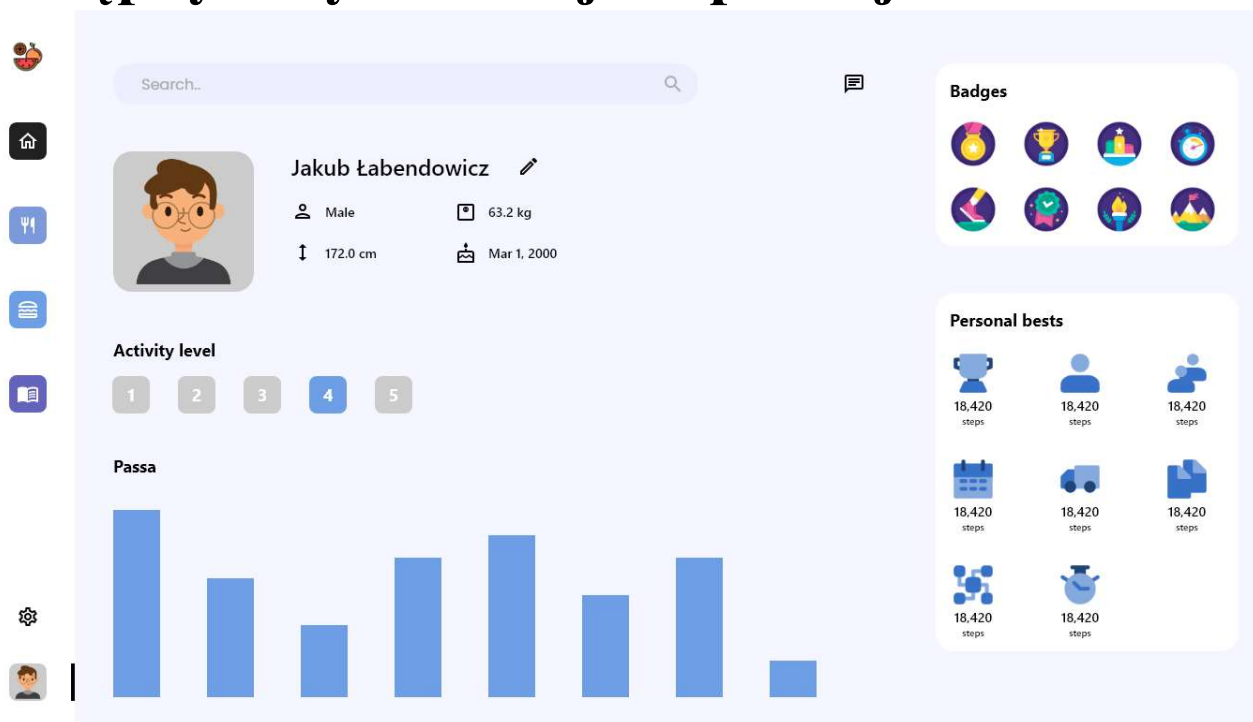 Search..
Badges
Jakub Łabendowicz
Male
63.2 kg
172.0 cm
Mar 1, 2000
Personal bests
Activity level
18,420
18,420
18,420
steps
steps
steps
1 2 3 4 5
Passa
18,420
18,420
18,420
steps
steps
steps
18,420
18,420
steps
steps